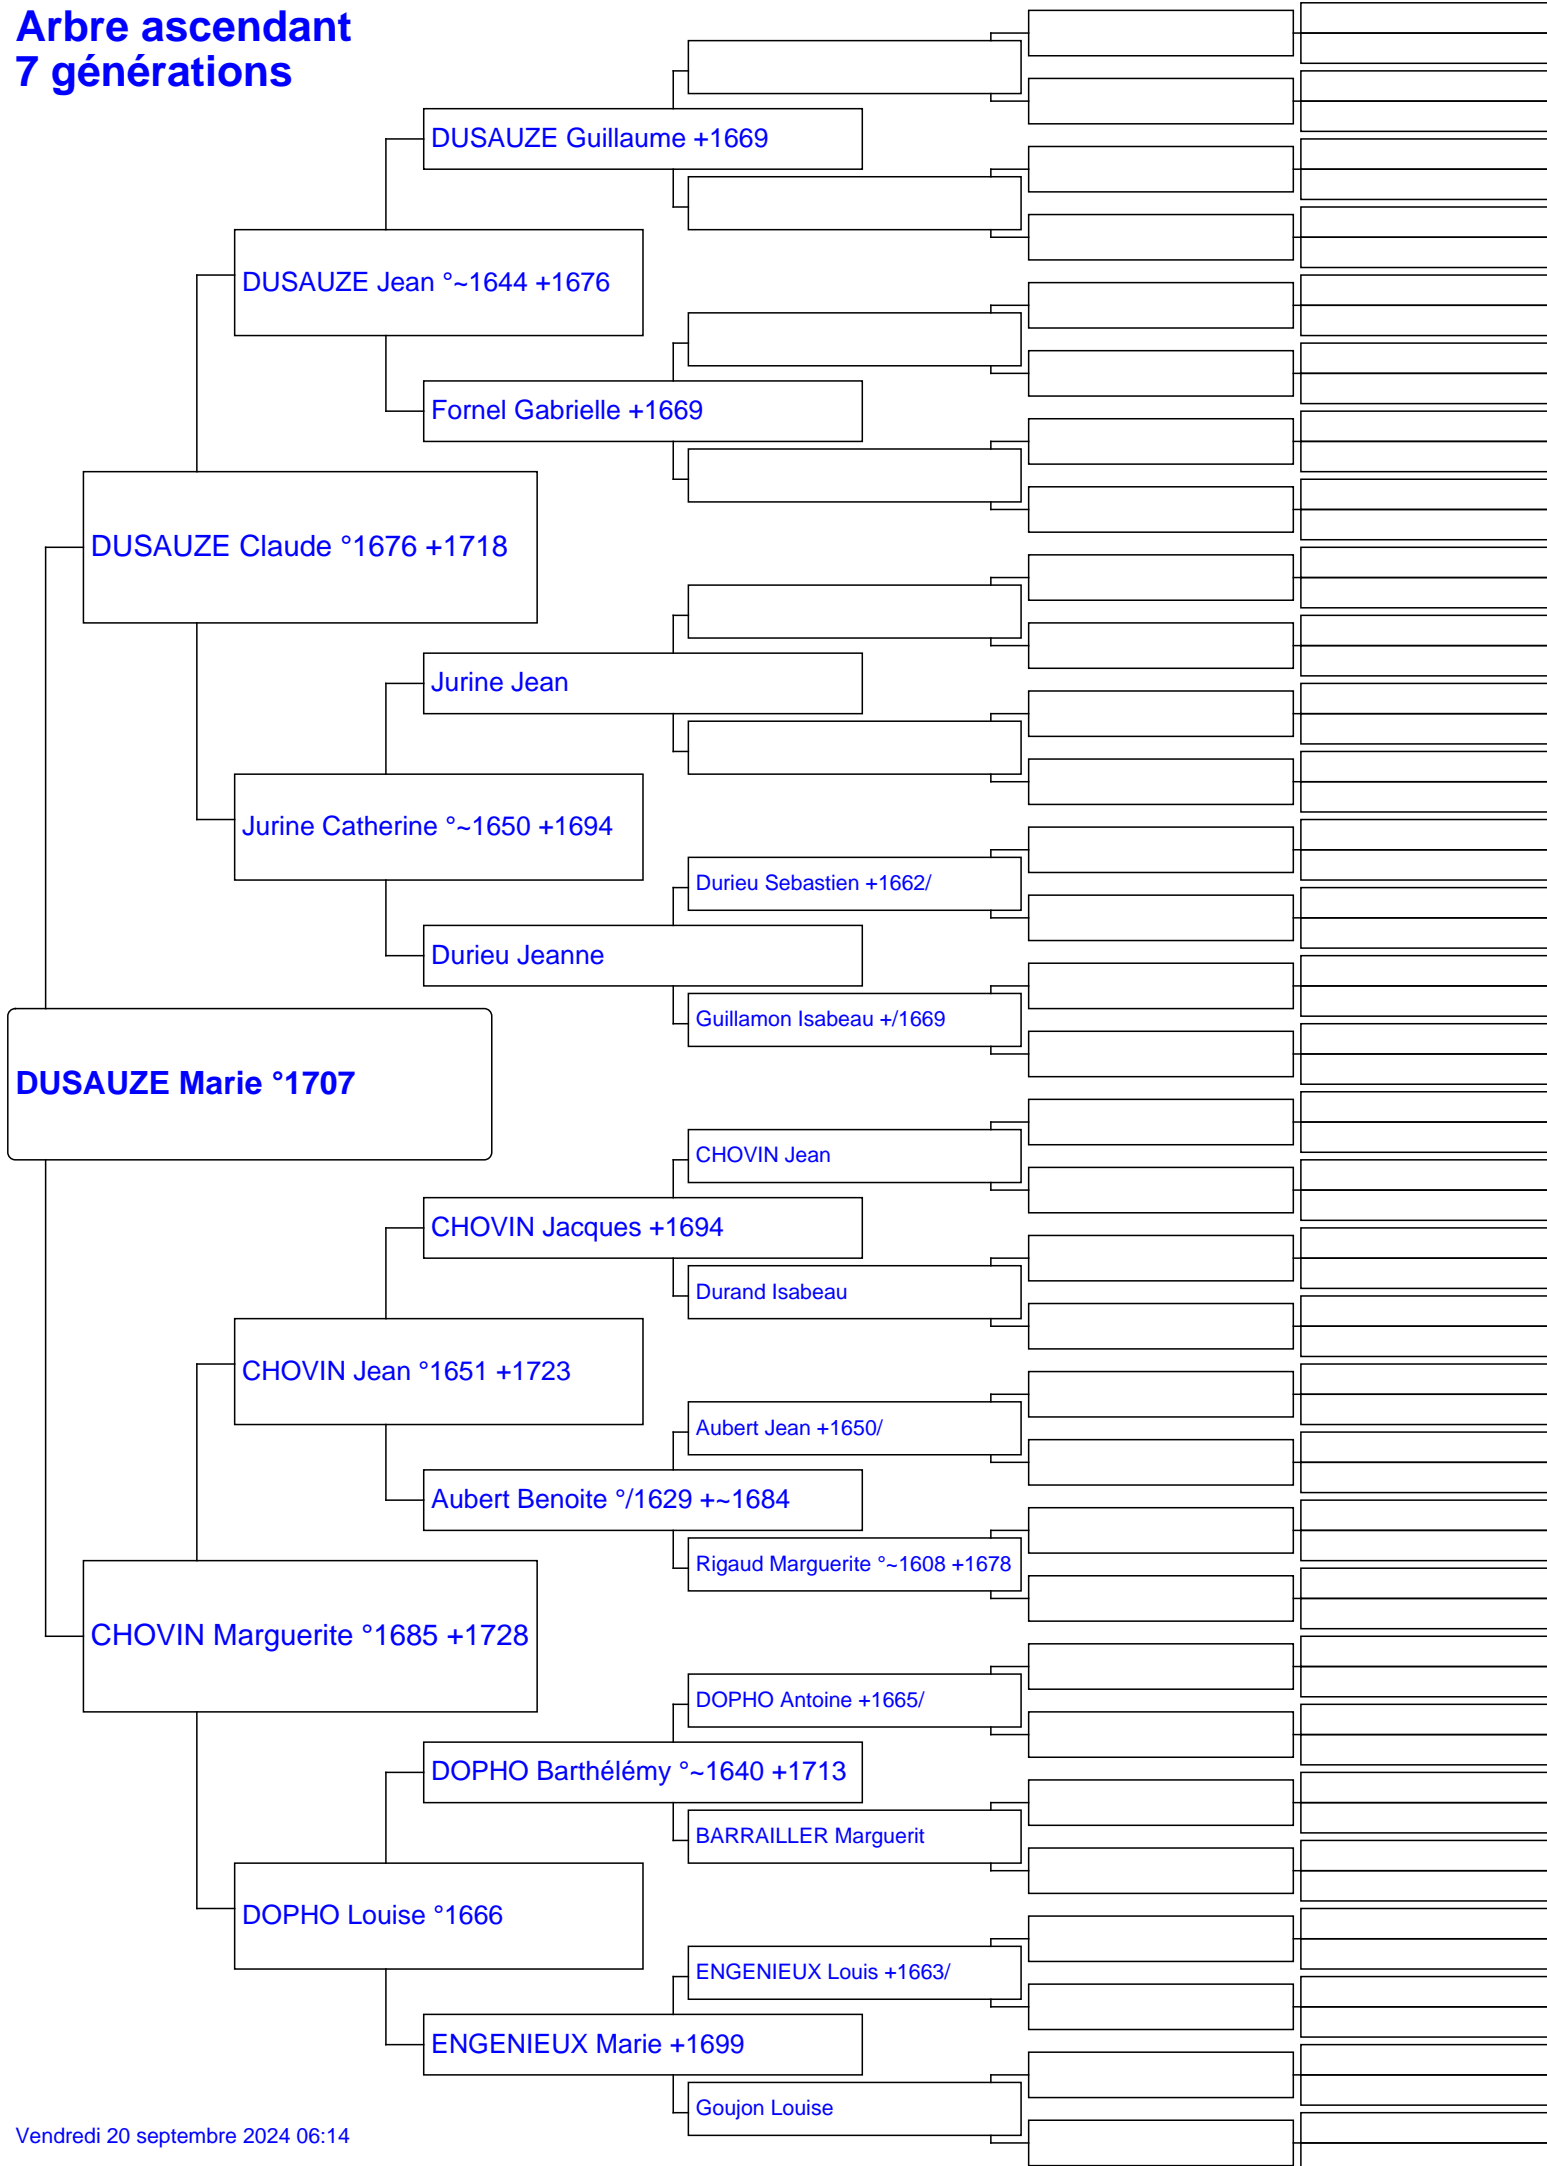 Arbre ascendant
7 générations
DUSAUZE Guillaume +1669
DUSAUZE Jean °~1644 +1676
Fornel Gabrielle +1669
DUSAUZE Claude °1676 +1718
Jurine Jean
Jurine Catherine °~1650 +1694
Durieu Sebastien +1662/
Durieu Jeanne
Guillamon Isabeau +/1669
DUSAUZE Marie °1707
CHOVIN Jean
CHOVIN Jacques +1694
Durand Isabeau
CHOVIN Jean °1651 +1723
Aubert Jean +1650/
Aubert Benoite °/1629 +~1684
Rigaud Marguerite °~1608 +1678
CHOVIN Marguerite °1685 +1728
DOPHO Antoine +1665/
DOPHO Barthélémy °~1640 +1713
BARRAILLER Marguerit
DOPHO Louise °1666
ENGENIEUX Louis +1663/
ENGENIEUX Marie +1699
Goujon Louise
Vendredi 20 septembre 2024 06:14